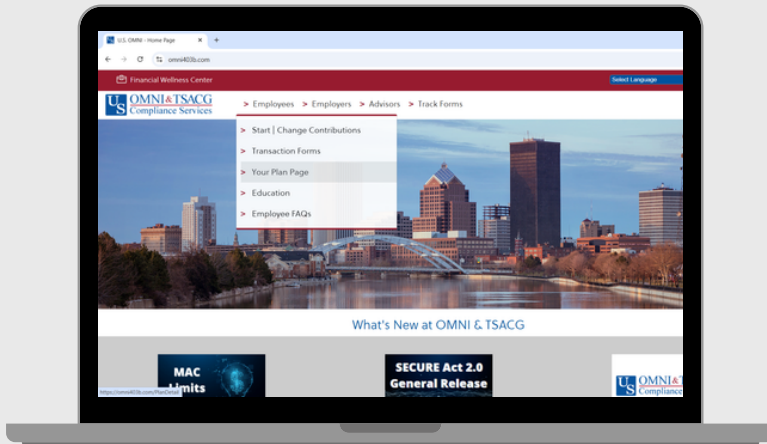 U.S. OMNI - Home Page
omni403b.com
Financial Wellness Center
Select Language
US OMNI & TSACG
Compliance Services
> Employees > Employers > Advisors > Track Forms
> Start | Change Contributions
> Transaction Forms
> Your Plan Page
> Education
> Employee FAQs
What's New at OMNI & TSACG
MAC
Limits
SECURE Act 2.0
General Release
US OMNI & T
Compliance
https://omni403b.com/PlanDetail